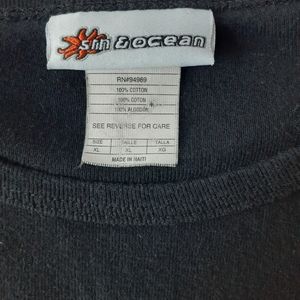 sun & ocean
RN#94969
100% COTTON
100% COTON
100% ALGODON
SEE REVERSE FOR CARE
SIZE TAILLE TALLA
XL XL XG
MADE IN HAITI